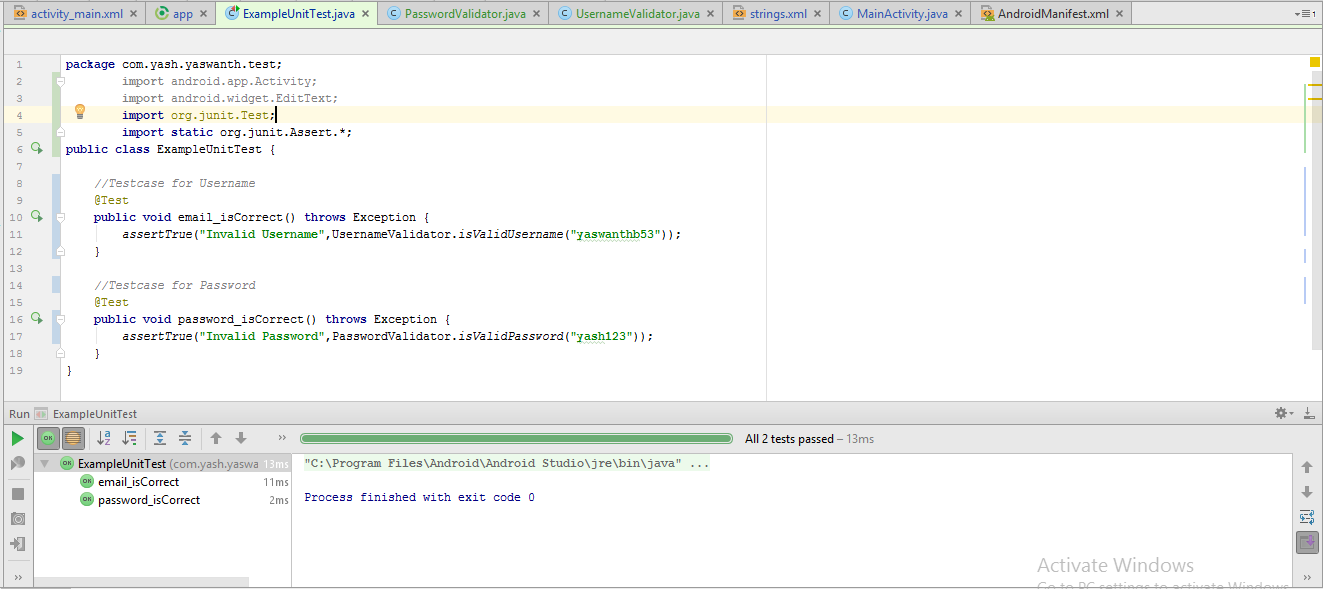 activity_main.xml × app × ExampleUnitTest.java × PasswordValidator.java × UsernameValidator.java × strings.xml × MainActivity.java × AndroidManifest.xml × 1
1 package com.yash.yaswanth.test;
2 import android.app.Activity;
3 import android.widget.EditText;
4 import org.junit.Test;
5 import static org.junit.Assert.*;
6 public class ExampleUnitTest {
7
8 //Testcase for Username
9 @Test
10 public void email_isCorrect() throws Exception {
11 assertTrue("Invalid Username",UsernameValidator.isValidUsername("yaswanthb53"));
12 }
13
14 //Testcase for Password
15 @Test
16 public void password_isCorrect() throws Exception {
17 assertTrue("Invalid Password",PasswordValidator.isValidPassword("yash123"));
18 }
19 }
Run ExampleUnitTest
OK » All 2 tests passed – 13ms
OK ExampleUnitTest (com.yash.yaswa 13ms "C:\Program Files\Android\Android Studio\jre\bin\java" ...
OK email_isCorrect 11ms
OK password_isCorrect 2ms Process finished with exit code 0
Activate Windows
Go to PC settings to activate Windows